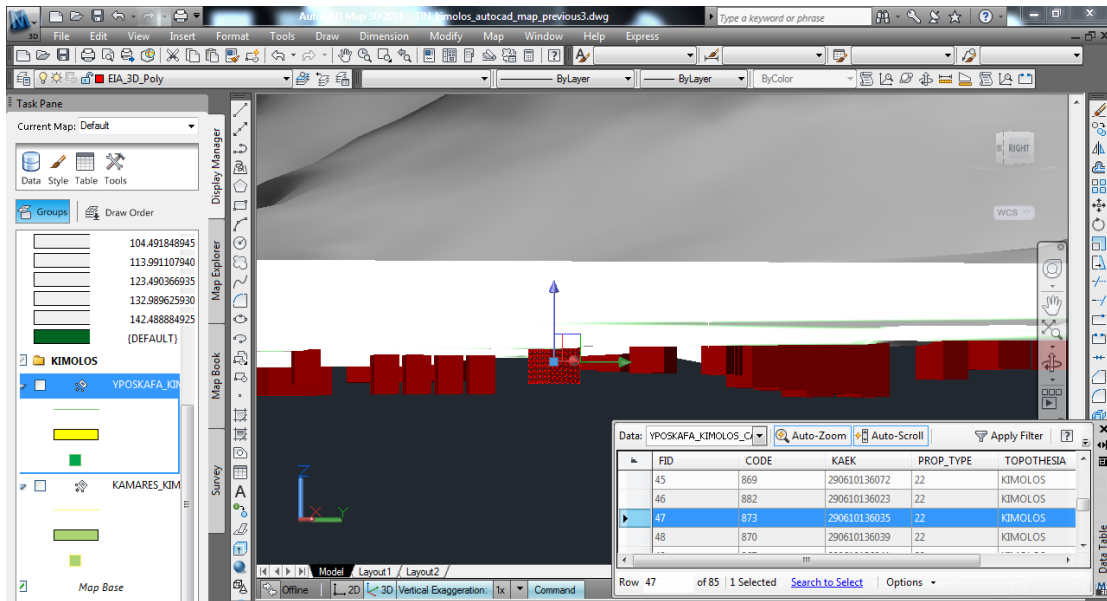 3D
AutoCAD Map 3D 2013 FIN_kimolos_autocad_map_previous3.dwg
Type a keyword or phrase
File Edit View Insert Format Tools Draw Dimension Modify Map Window Help Express
EIA_3D_Poly
ByLayer
ByLayer
ByColor
Task Pane
Current Map: Default
Data Style Table Tools
Groups Draw Order
104.491848945
113.991107940
123.490366935
132.989625930
142.488884925
{DEFAULT}
KIMOLOS
YPOSKAFA_KIN
KAMARES_KIM
Map Base
Display Manager
Map Explorer
Map Book
Survey
RIGHT
WCS
Z
X
Y
Data: YPOSKAFA_KIMOLOS_CA Auto-Zoom Auto-Scroll Apply Filter
FID CODE KAEK PROP_TYPE TOPOTHESIA
45 869 290610136072 22 KIMOLOS
46 882 290610136023 22 KIMOLOS
47 873 290610136035 22 KIMOLOS
48 870 290610136039 22 KIMOLOS
Row 47 of 85 1 Selected Search to Select Options
Data Table
Model Layout1 Layout2
Offline 2D 3D Vertical Exaggeration: 1x Command